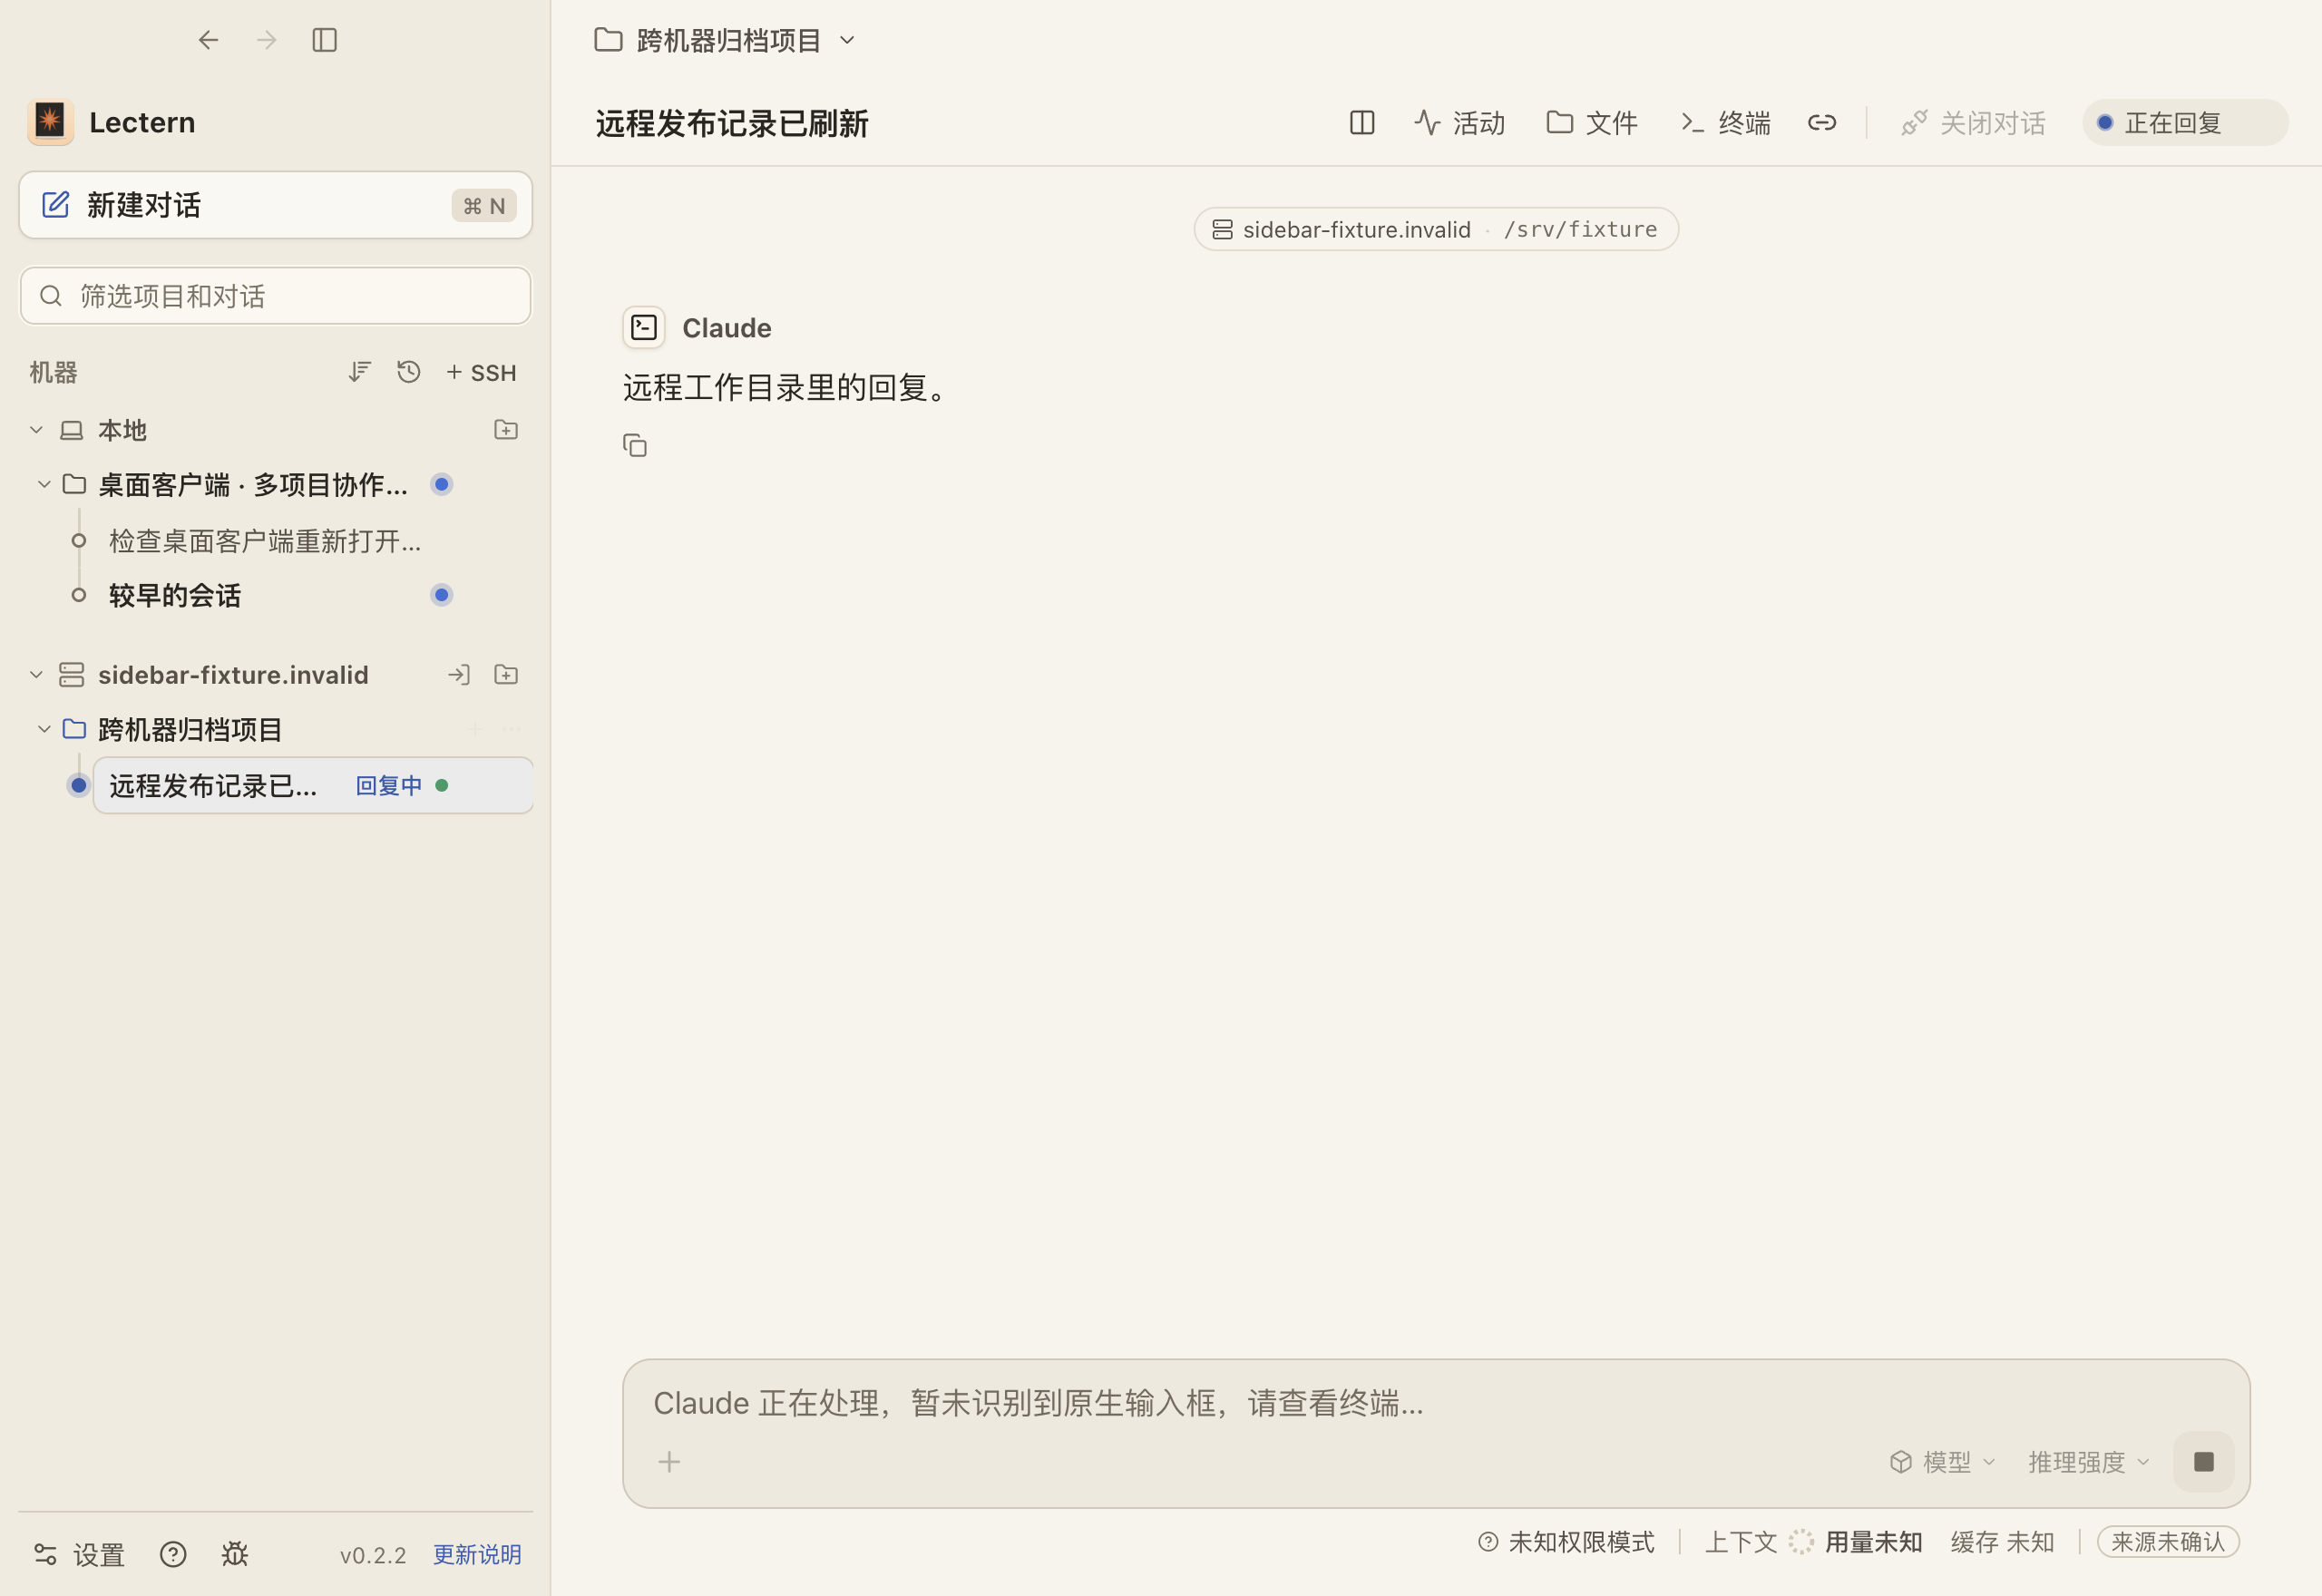 跨机器归档项目
Lectern
远程发布记录已刷新
活动
文件
终端
关闭对话
正在回复
新建对话
⌘ N
sidebar-fixture.invalid · /srv/fixture
筛选项目和对话
Claude
机器
+ SSH
远程工作目录里的回复。
本地
桌面客户端 · 多项目协作...
检查桌面客户端重新打开...
较早的会话
sidebar-fixture.invalid
跨机器归档项目
远程发布记录已...
回复中
Claude 正在处理，暂未识别到原生输入框，请查看终端...
模型
推理强度
未知权限模式
上下文
用量未知
缓存 未知
来源未确认
设置
v0.2.2
更新说明